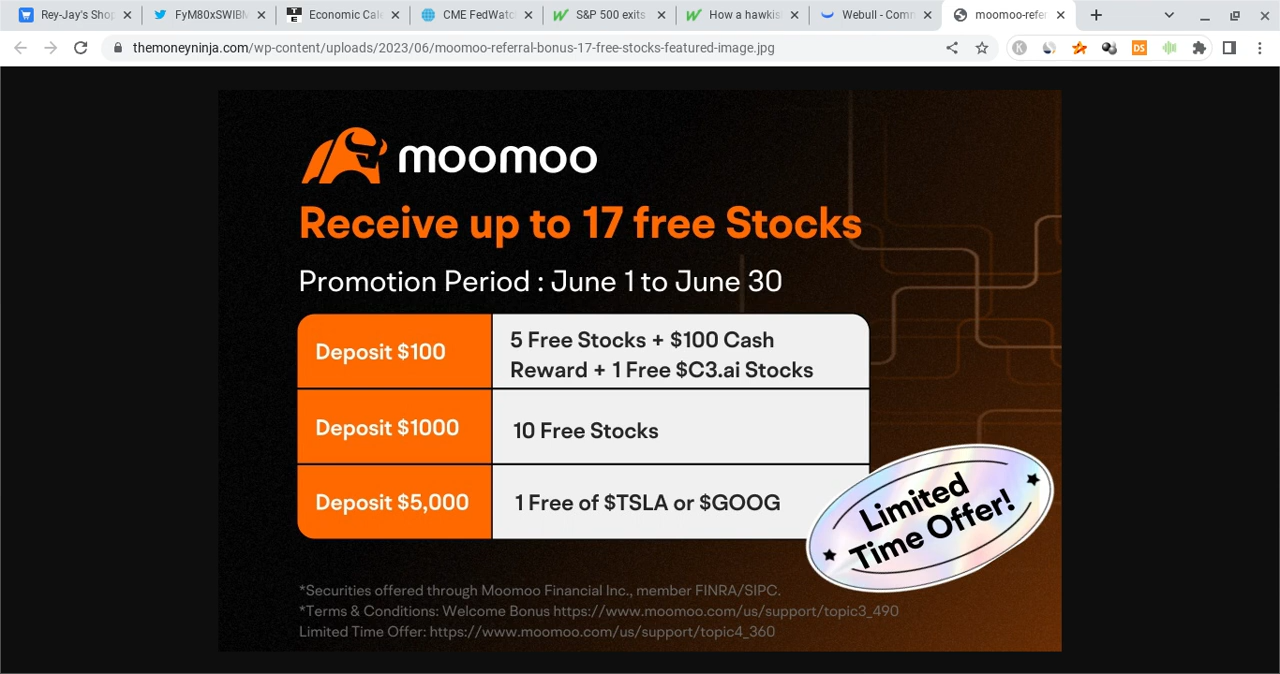 Rey-Jay's Shop
FyM80xSWIBM
Economic Cale
CME FedWatc
S&P 500 exits
How a hawkis
Webull - Comm
moomoo-refer
themoneyninja.com/wp-content/uploads/2023/06/moomoo-referral-bonus-17-free-stocks-featured-image.jpg
K
DS
moomoo
Receive up to 17 free Stocks
Promotion Period : June 1 to June 30
Deposit $100
5 Free Stocks + $100 Cash
Reward + 1 Free $C3.ai Stocks
Deposit $1000
10 Free Stocks
Deposit $5,000
1 Free of $TSLA or $GOOG
Limited
Time Offer!
*Securities offered through Moomoo Financial Inc., member FINRA/SIPC.
*Terms & Conditions: Welcome Bonus https://www.moomoo.com/us/support/topic3_490
Limited Time Offer: https://www.moomoo.com/us/support/topic4_360